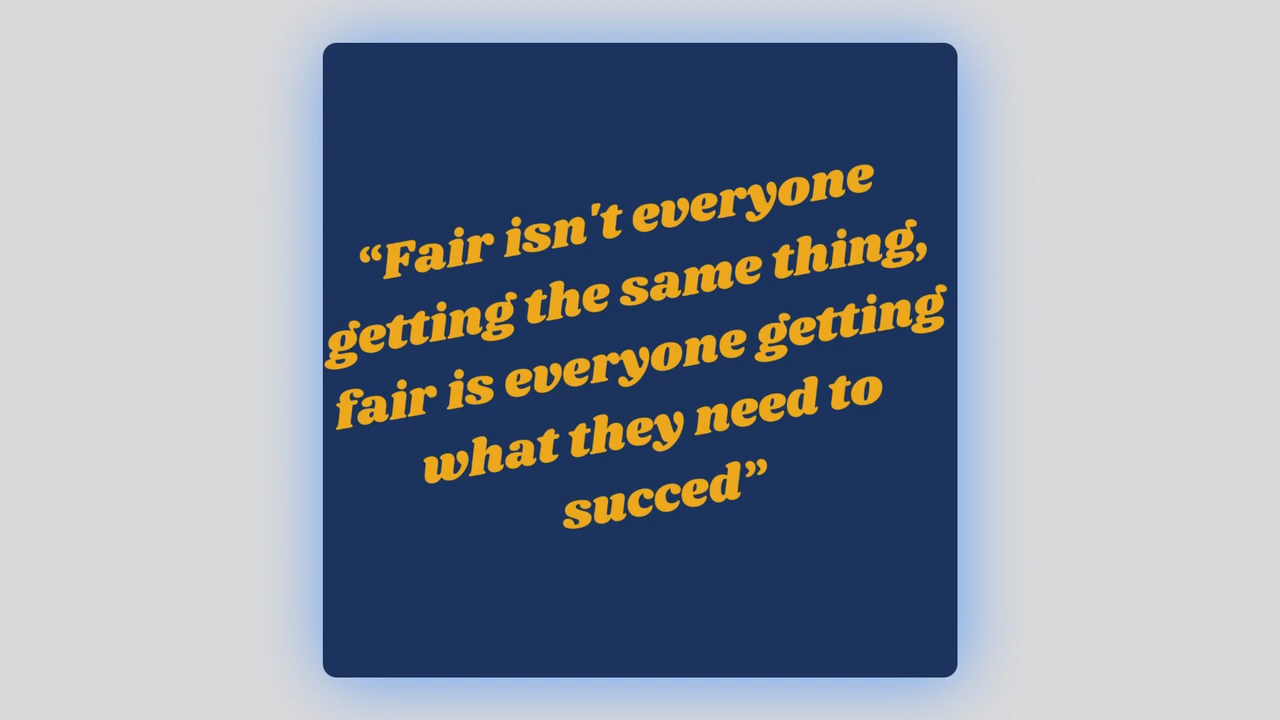 “Fair isn't everyone
getting the same thing,
fair is everyone getting
what they need to
succed”